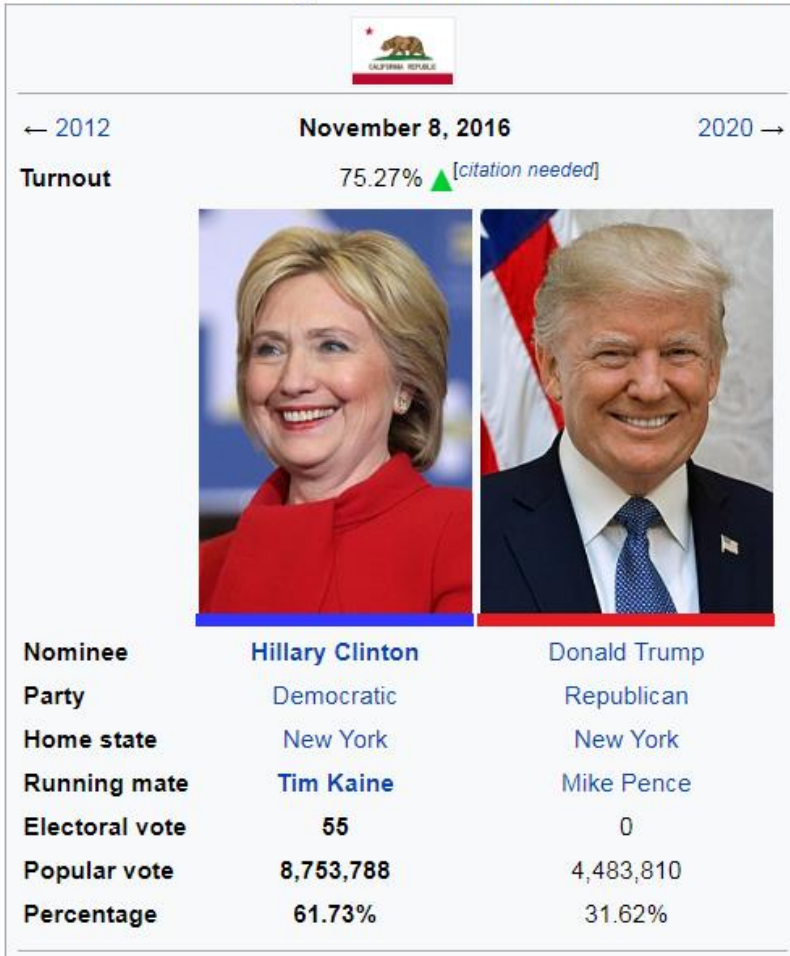 CALIFORNIA REPUBLIC
← 2012 November 8, 2016 2020 →
Turnout 75.27% ▲[citation needed]
Nominee Hillary Clinton Donald Trump
Party Democratic Republican
Home state New York New York
Running mate Tim Kaine Mike Pence
Electoral vote 55 0
Popular vote 8,753,788 4,483,810
Percentage 61.73% 31.62%